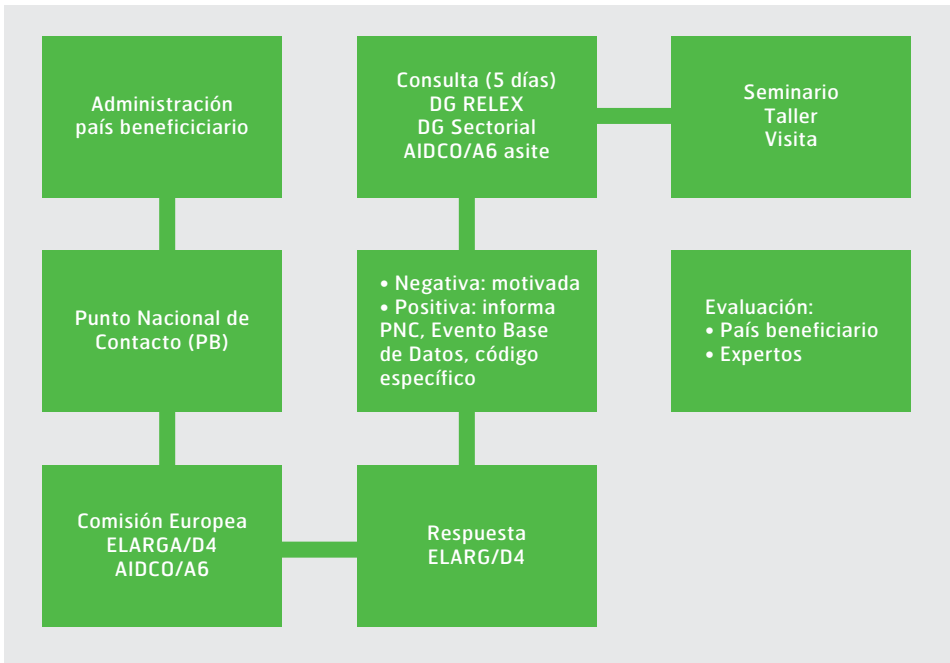 Administración
país beneficiciario
Punto Nacional de
Contacto (PB)
Comisión Europea
ELARGA/D4
AIDCO/A6
Respuesta
ELARG/D4
• Negativa: motivada
• Positiva: informa
PNC, Evento Base
de Datos, código
específico
Consulta (5 días)
DG RELEX
DG Sectorial
AIDCO/A6 asite
Seminario
Taller
Visita
Evaluación:
• País beneficiario
• Expertos